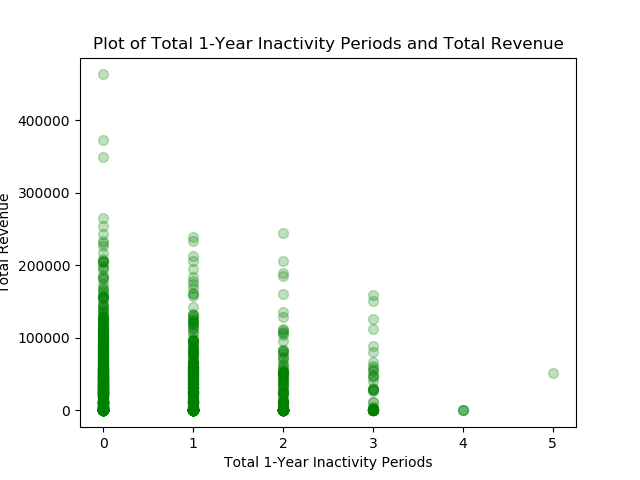 Plot of Total 1-Year Inactivity Periods and Total Revenue
Total Revenue
400000
300000
200000
100000
0
0 1 2 3 4 5
Total 1-Year Inactivity Periods